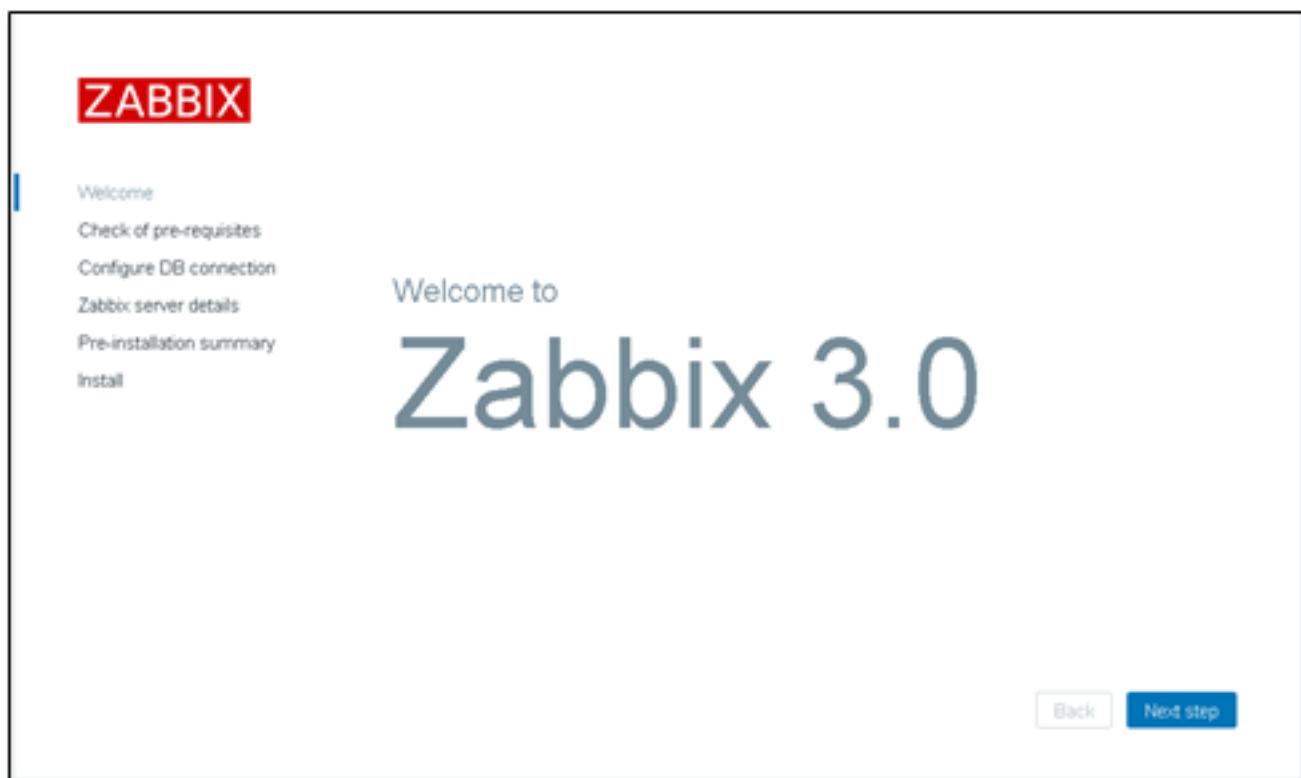 ZABBIX
Welcome
Check of pre-requisites
Configure DB connection
Zabbix server details
Pre-installation summary
Install
Welcome to
Zabbix 3.0
Back
Next step